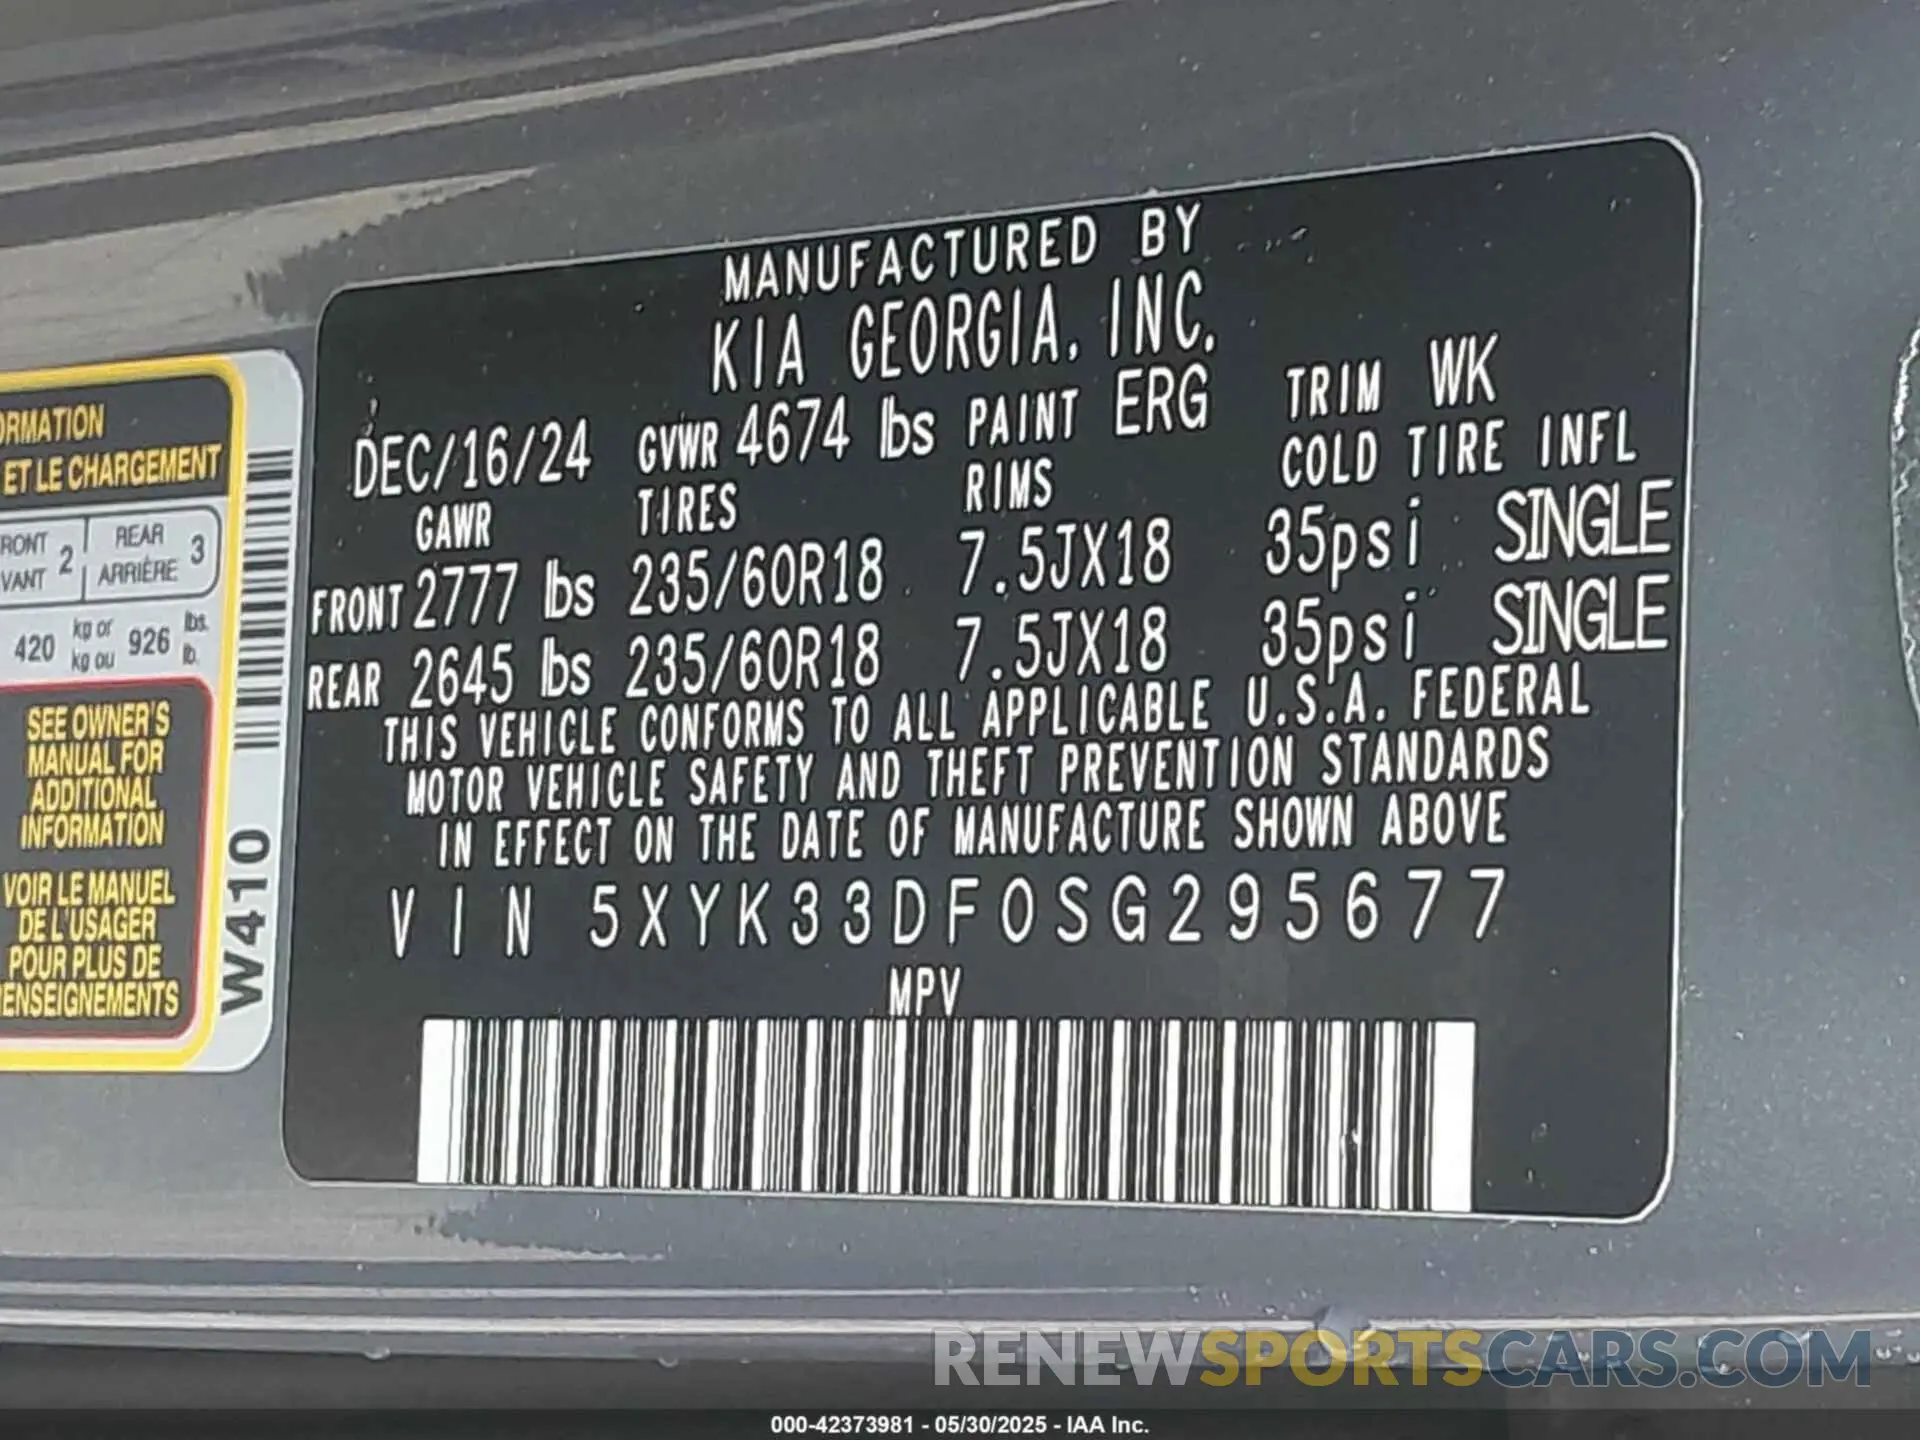 ORMATION
ET LE CHARGEMENT
RONT
VANT 2
REAR
ARRIÈRE 3
420 kg or
kg ou 926 lbs.
lb.
SEE OWNER'S
MANUAL FOR
ADDITIONAL
INFORMATION
VOIR LE MANUEL
DE L'USAGER
POUR PLUS DE
ENSEIGNEMENTS
W410
MANUFACTURED BY
KIA GEORGIA, INC.
DEC/16/24 GVWR 4674 lbs PAINT ERG TRIM WK
GAWR TIRES RIMS COLD TIRE INFL
FRONT 2777 lbs 235/60R18 7.5JX18 35psi SINGLE
REAR 2645 lbs 235/60R18 7.5JX18 35psi SINGLE
THIS VEHICLE CONFORMS TO ALL APPLICABLE U.S.A. FEDERAL
MOTOR VEHICLE SAFETY AND THEFT PREVENTION STANDARDS
IN EFFECT ON THE DATE OF MANUFACTURE SHOWN ABOVE
VIN 5XYK33DF0SG295677
MPV
RENEWSPORTSCARS.COM
000-42373981 - 05/30/2025 - IAA Inc.